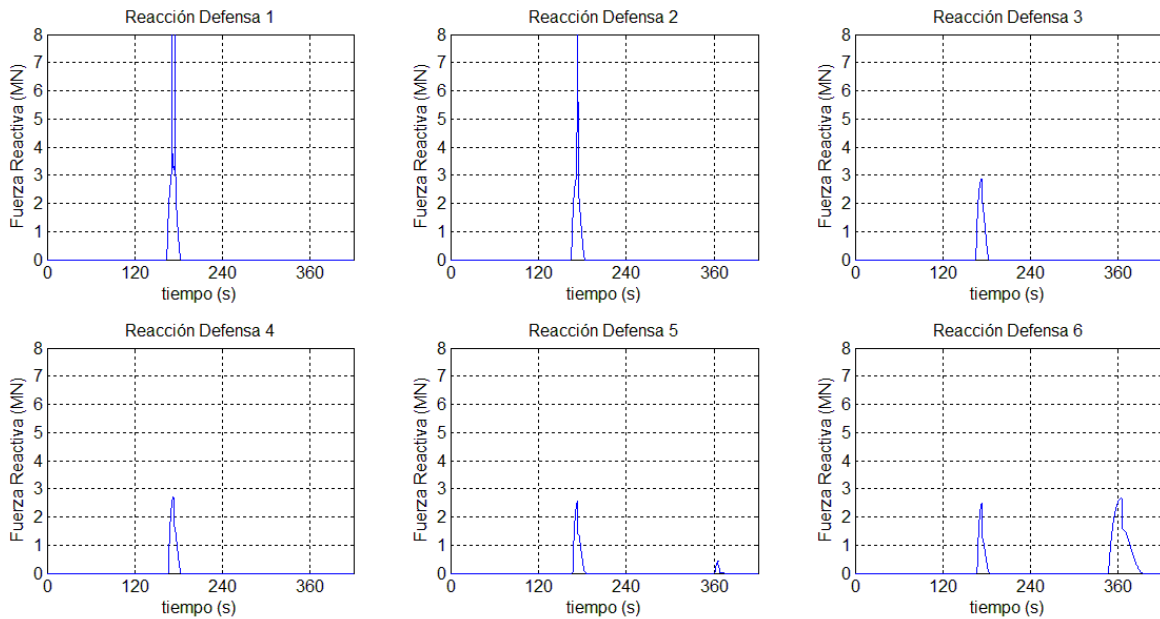 Reacción Defensa 1
Reacción Defensa 2
Reacción Defensa 3
8
7
6
5
4
3
2
1
0
Fuerza Reactiva (MN)
0 120 240 360
tiempo (s)
8
7
6
5
4
3
2
1
0
Fuerza Reactiva (MN)
0 120 240 360
tiempo (s)
8
7
6
5
4
3
2
1
0
Fuerza Reactiva (MN)
0 120 240 360
tiempo (s)
Reacción Defensa 4
Reacción Defensa 5
Reacción Defensa 6
8
7
6
5
4
3
2
1
0
Fuerza Reactiva (MN)
0 120 240 360
tiempo (s)
8
7
6
5
4
3
2
1
0
Fuerza Reactiva (MN)
0 120 240 360
tiempo (s)
8
7
6
5
4
3
2
1
0
Fuerza Reactiva (MN)
0 120 240 360
tiempo (s)